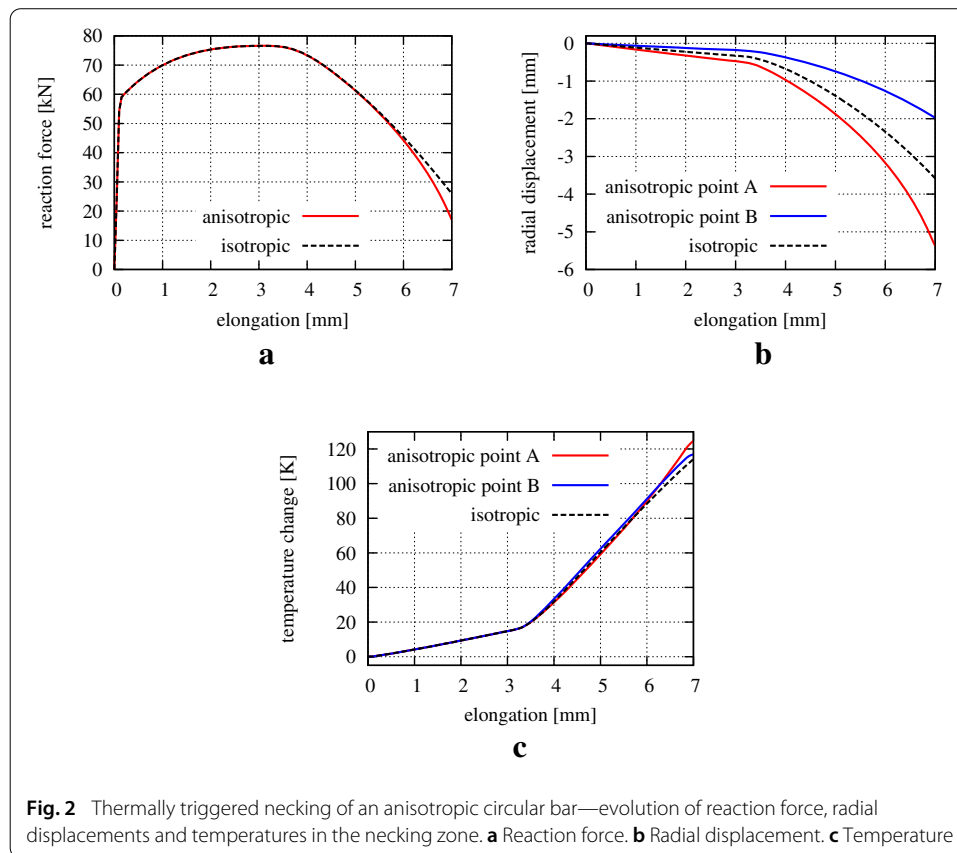 80
70
60
50
40
30
20
10
0
reaction force [kN]
anisotropic
isotropic
0 1 2 3 4 5 6 7
elongation [mm]
a
0
-1
-2
-3
-4
-5
-6
radial displacement [mm]
anisotropic point A
anisotropic point B
isotropic
0 1 2 3 4 5 6 7
elongation [mm]
b
120
100
80
60
40
20
0
temperature change [K]
anisotropic point A
anisotropic point B
isotropic
0 1 2 3 4 5 6 7
elongation [mm]
c
Fig. 2 Thermally triggered necking of an anisotropic circular bar—evolution of reaction force, radial
displacements and temperatures in the necking zone. a Reaction force. b Radial displacement. c Temperature